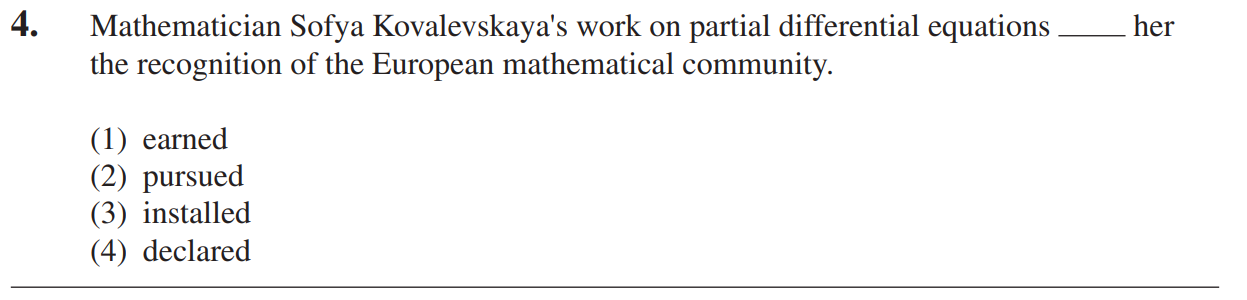 4. Mathematician Sofya Kovalevskaya's work on partial differential equations _____ her
the recognition of the European mathematical community.
(1) earned
(2) pursued
(3) installed
(4) declared